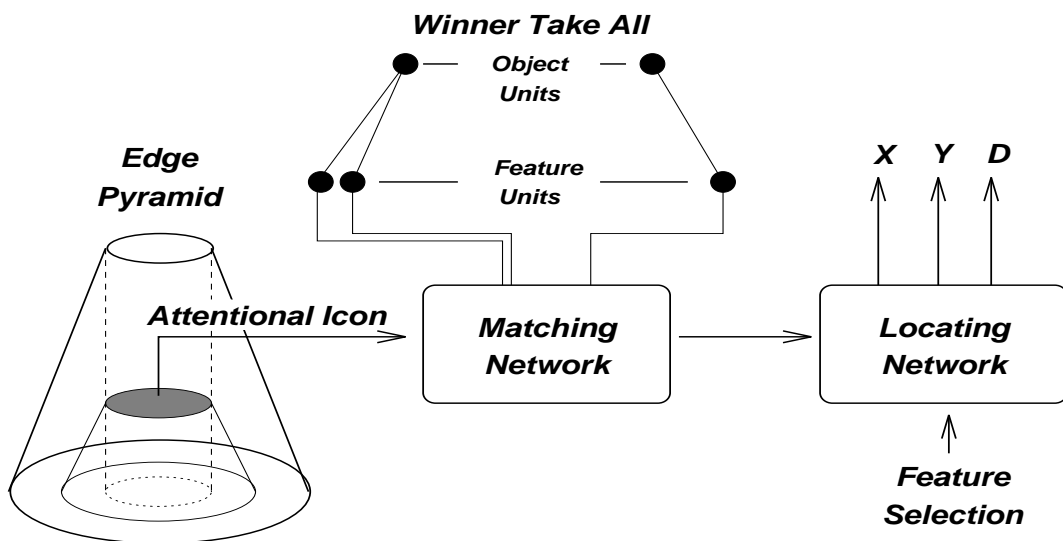 Winner Take All
Object
Units
Edge
Pyramid
Feature
Units
X Y D
Attentional Icon
Matching
Network
Locating
Network
Feature
Selection